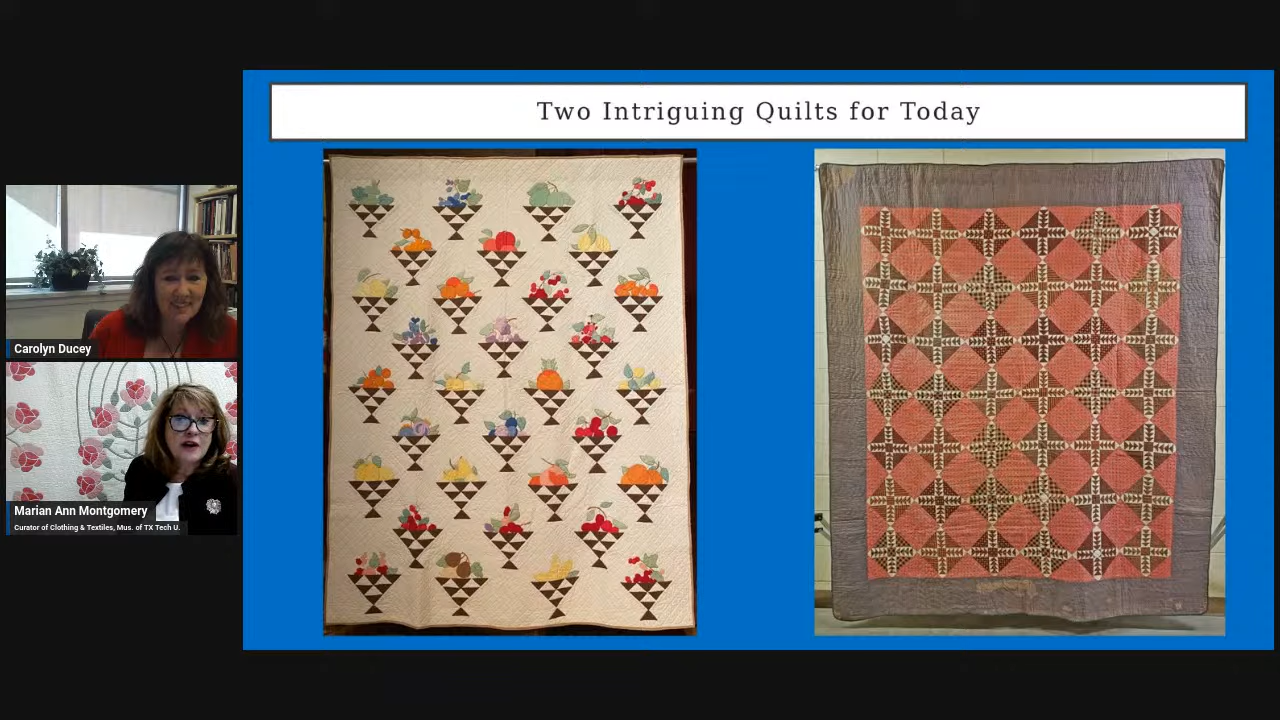 Two Intriguing Quilts for Today
Carolyn Ducey
Marian Ann Montgomery
Curator of Clothing & Textiles, Mus. of TX Tech U.